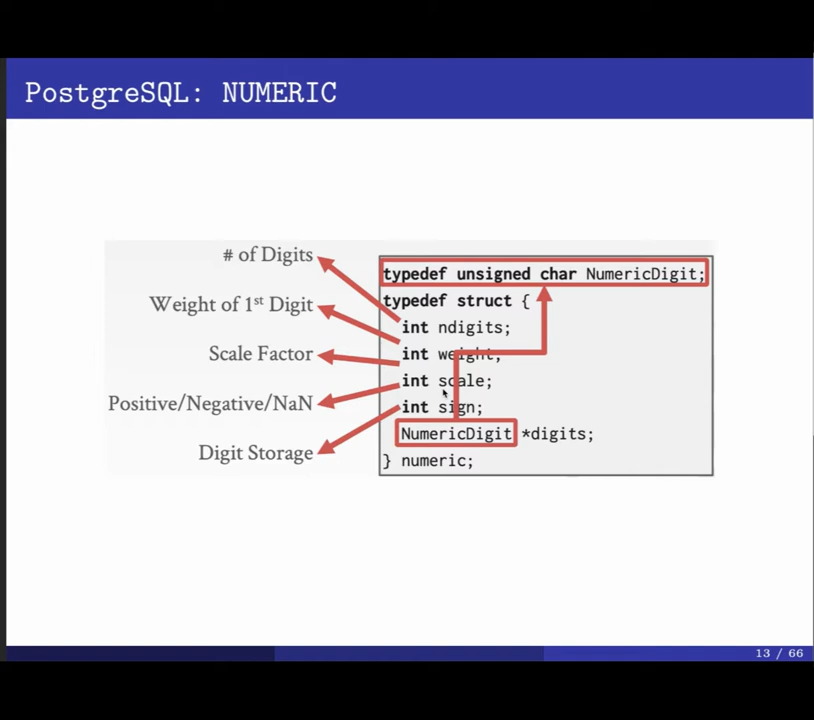 PostgreSQL: NUMERIC
# of Digits
Weight of 1st Digit
Scale Factor
Positive/Negative/NaN
Digit Storage
typedef unsigned char NumericDigit;
typedef struct {
int ndigits;
int weight;
int scale;
int sign;
NumericDigit *digits;
} numeric;
13 / 66